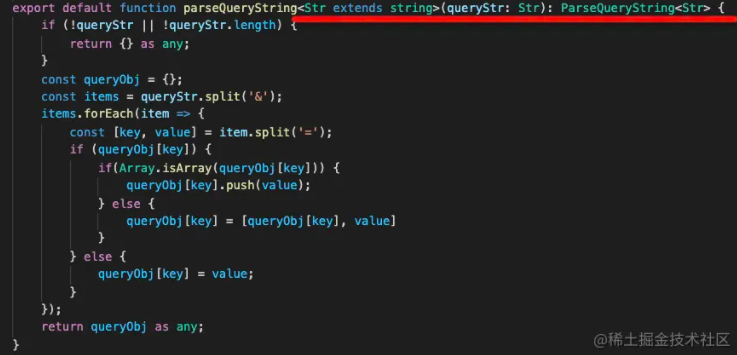 export default function parseQueryString<Str extends string>(queryStr: Str): ParseQueryString<Str> {
    if (!queryStr || !queryStr.length) {
        return {} as any;
    }
    const queryObj = {};
    const items = queryStr.split('&');
    items.forEach(item => {
        const [key, value] = item.split('=');
        if (queryObj[key]) {
            if(Array.isArray(queryObj[key])) {
                queryObj[key].push(value);
            } else {
                queryObj[key] = [queryObj[key], value]
            }
        } else {
            queryObj[key] = value;
        }
    });
    return queryObj as any;
}
@稀土掘金技术社区